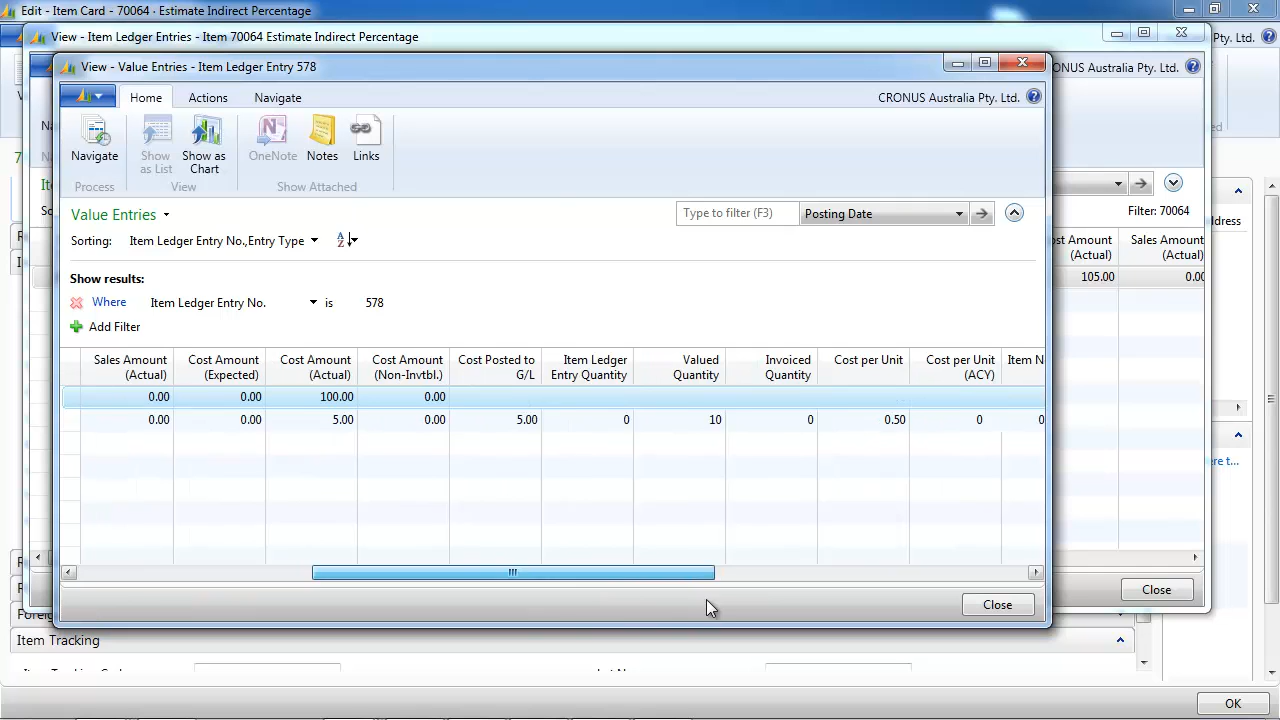 Edit - Item Card - 70064 · Estimate Indirect Percentage
View - Item Ledger Entries - Item 70064 Estimate Indirect Percentage
Pty. Ltd.
View - Value Entries - Item Ledger Entry 578
ONUS Australia Pty. Ltd.
Home Actions Navigate
CRONUS Australia Pty. Ltd.
Navigate
Show as List
Show as Chart
OneNote
Notes
Links
Process View Show Attached
Value Entries
Type to filter (F3) Posting Date
Filter: 70064
Sorting: Item Ledger Entry No.,Entry Type
Show results:
Where Item Ledger Entry No. is 578
Add Filter
Sales Amount (Actual)
Cost Amount (Expected)
Cost Amount (Actual)
Cost Amount (Non-Invtbl.)
Cost Posted to G/L
Item Ledger Entry Quantity
Valued Quantity
Invoiced Quantity
Cost per Unit
Cost per Unit (ACY)
Item N
0.00 0.00 100.00 0.00
0.00 0.00 5.00 0.00 5.00 0 10 0 0.50 0 0
ost Amount (Actual)
Sales Amount (Actual)
105.00 0.00
ddress
ere t...
Close
Close
Item Tracking
OK